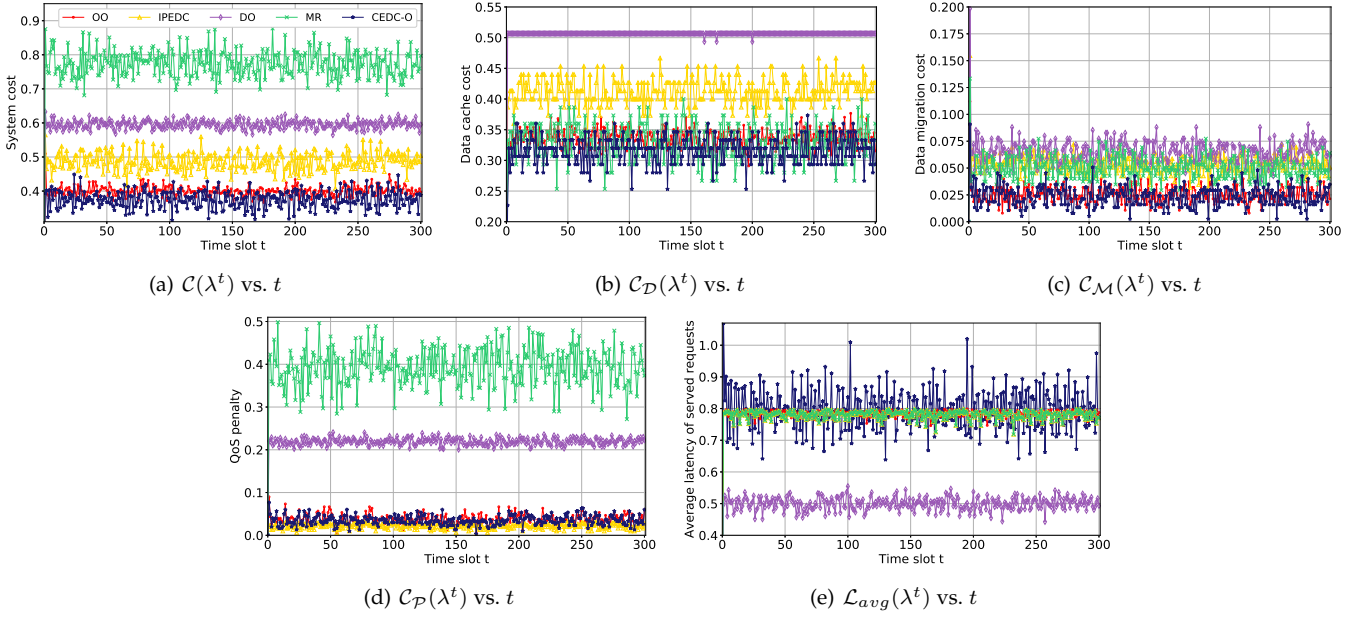 OO IPEDC DO MR CEDC-O
System cost
0.9
0.8
0.7
0.6
0.5
0.4
0 50 100 150 200 250 300
Time slot t
(a) 𝒞(λᵗ) vs. t
Data cache cost
0.55
0.50
0.45
0.40
0.35
0.30
0.25
0.20
0 50 100 150 200 250 300
Time slot t
(b) 𝒞_𝒟(λᵗ) vs. t
Data migration cost
0.200
0.175
0.150
0.125
0.100
0.075
0.050
0.025
0.000
0 50 100 150 200 250 300
Time slot t
(c) 𝒞_ℳ(λᵗ) vs. t
QoS penalty
0.5
0.4
0.3
0.2
0.1
0.0
0 50 100 150 200 250 300
Time slot t
(d) 𝒞_𝒫(λᵗ) vs. t
Average latency of served requests
1.0
0.9
0.8
0.7
0.6
0.5
0.4
0 50 100 150 200 250 300
Time slot t
(e) ℒ_avg(λᵗ) vs. t